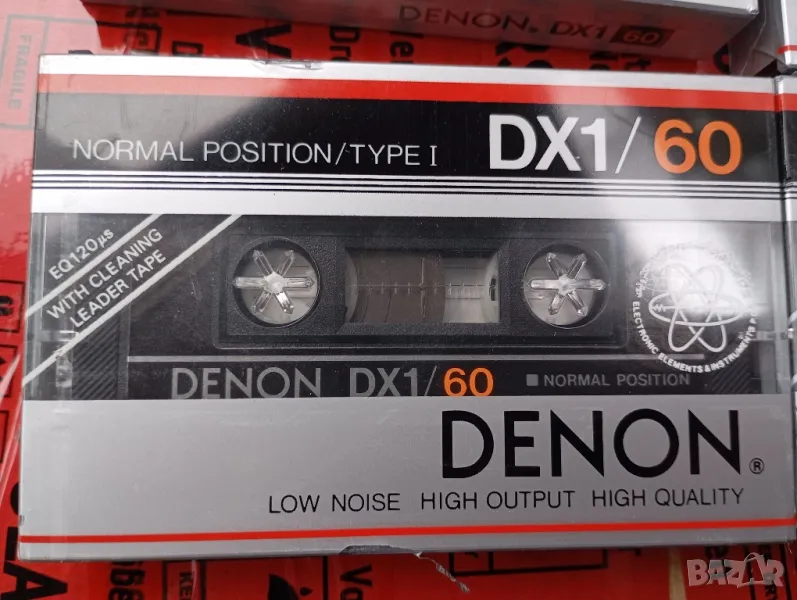 DENON DX1/60
FRAGILE
NORMAL POSITION/TYPE I
DX1/60
EQ120μs
WITH CLEANING
LEADER TAPE
ELECTRONIC ELEMENTS & INSTRUMENTS
DENON DX1/60
■ NORMAL POSITION
DENON®
LOW NOISE HIGH OUTPUT HIGH QUALITY
BAZAR